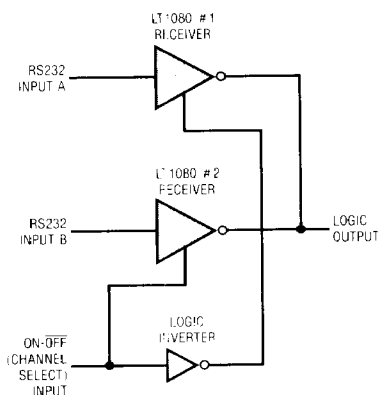 LT1080 #1
RECEIVER
RS232
INPUT A
LT1080 #2
RECEIVER
RS232
INPUT B
LOGIC
OUTPUT
LOGIC
INVERTER
ON-OFF
(CHANNEL
SELECT)
INPUT